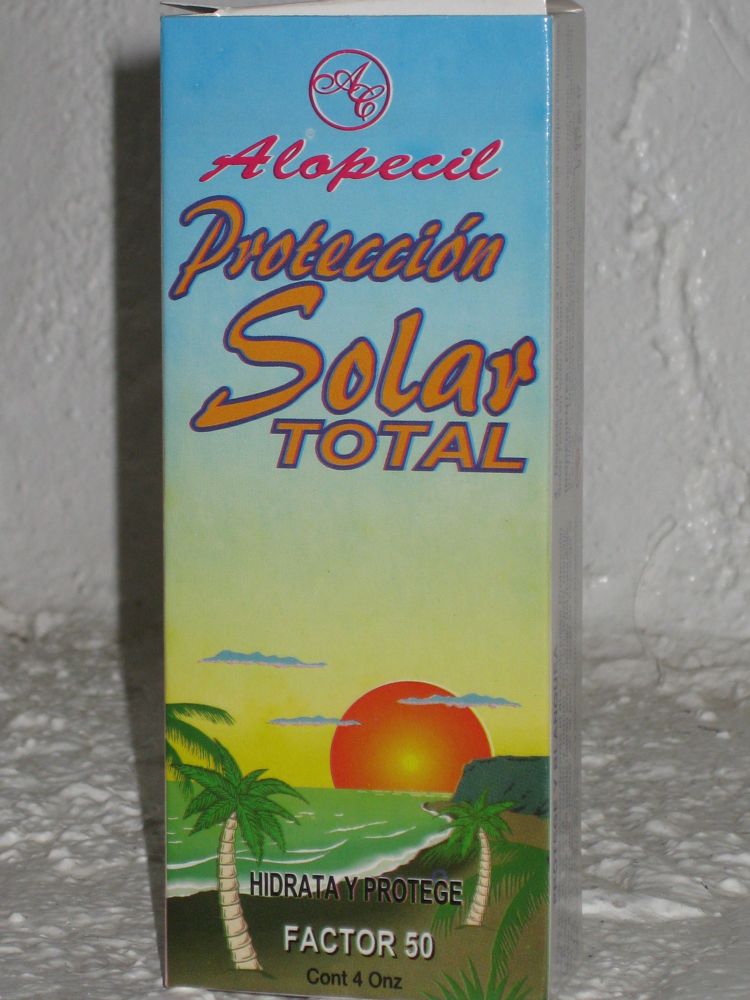 AC
Alopecil
Protección
Solar
TOTAL
HIDRATA Y PROTEGE
FACTOR 50
Cont 4 Onz